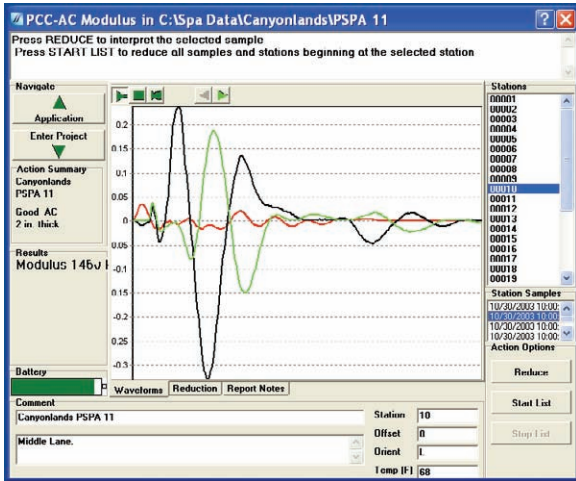 PCC-AC Modulus in C:\Spa Data\Canyonlands\PSPA 11
Press REDUCE to interpret the selected sample
Press START LIST to reduce all samples and stations beginning at the selected station
Navigate
Application
Enter Project
Action Summary
Canyonlands
PSPA 11
Good AC
2 in. thick
Results
Modulus
Battery
0.2
0.15
0.1
0.05
0
0.05
-0.1
-0.15
-0.2
-0.25
-0.3
Waveforms
Reduction
Report Notes
Stations
00001
00002
00003
00004
00005
00006
00007
00008
00009
00010
00011
00012
00013
00014
00015
00016
00017
00018
00019
Station Samples
10/30/2003 10:00:
10/30/2003 10:00:
10/30/2003 10:00:
10/30/2003 10:00:
Action Options
Reduce
Start List
Stop List
Comment
Canyonlands PSPA 11
Middle Lane.
Station 10
Offset 0
Orient L
Temp (F) 68